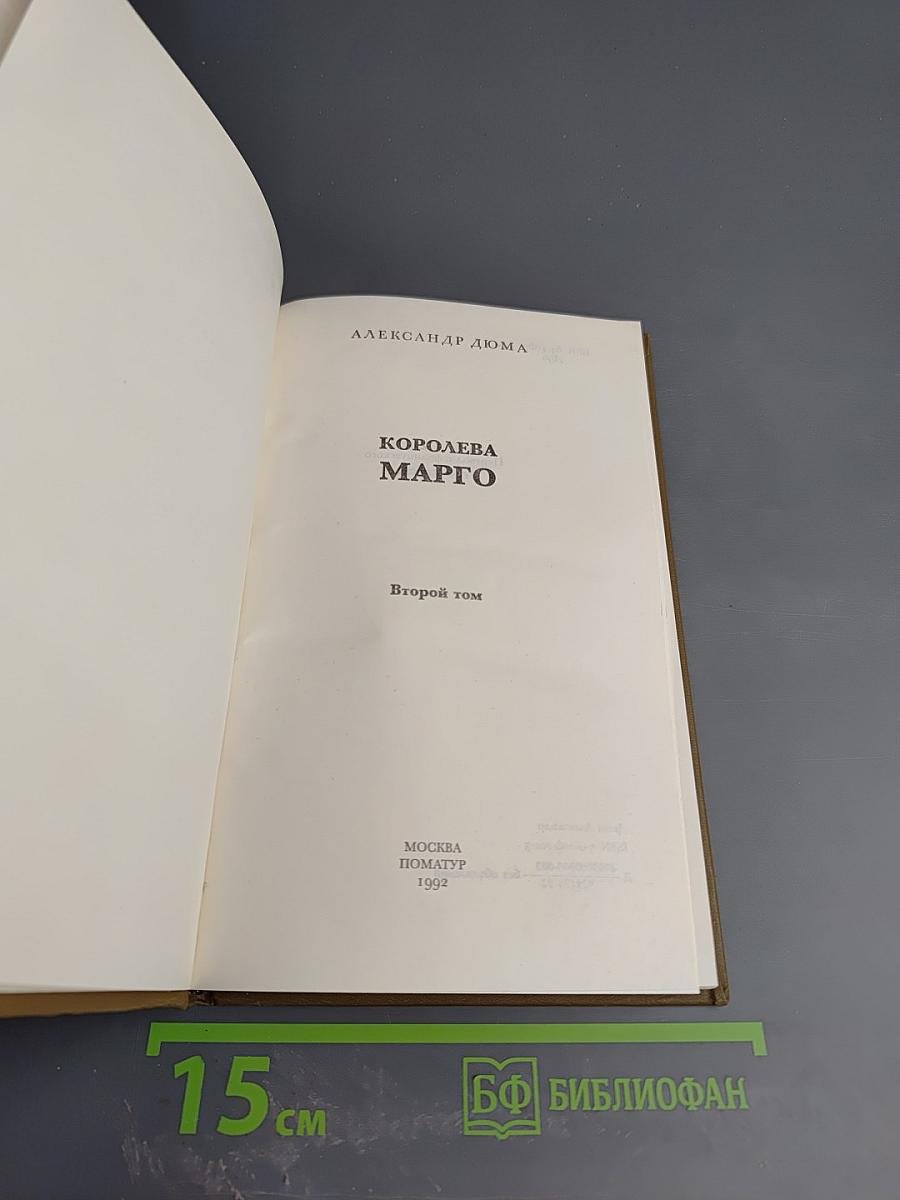 АЛЕКСАНДР ДЮМА
КОРОЛЕВА
МАРГО
Второй том
МОСКВА
ПОМАТУР
1992
15 см
БФ БИБЛИОФАН